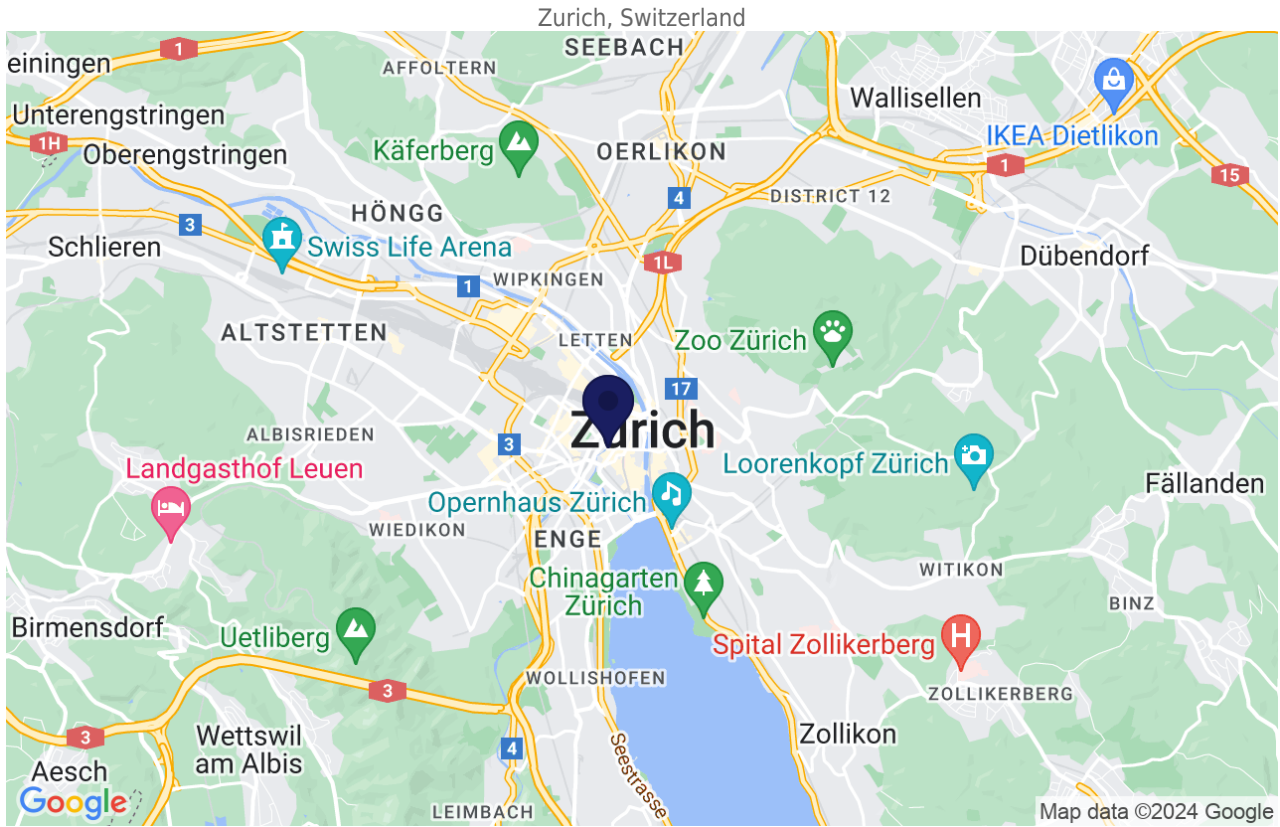 Zurich, Switzerland
1
SEEBACH
einingen
AFFOLTERN
Wallisellen
Unterengstringen
IKEA Dietlikon
1H
Oberengstringen
Käferberg
OERLIKON
1
15
4
DISTRICT 12
HÖNGG
3
Schlieren
Swiss Life Arena
Dübendorf
1L
WIPKINGEN
1
ALTSTETTEN
LETTEN
Zoo Zürich
17
Zürich
ALBISRIEDEN
3
Landgasthof Leuen
Loorenkopf Zürich
Fällanden
Opernhaus Zürich
WIEDIKON
ENGE
WITIKON
Chinagarten
Zürich
BINZ
Birmensdorf
Uetliberg
Spital Zollikerberg
H
WOLLISHOFEN
3
ZOLLIKERBERG
3
Wettswil
am Albis
4
Zollikon
Seestrasse
Aesch
Google
LEIMBACH
Map data ©2024 Google